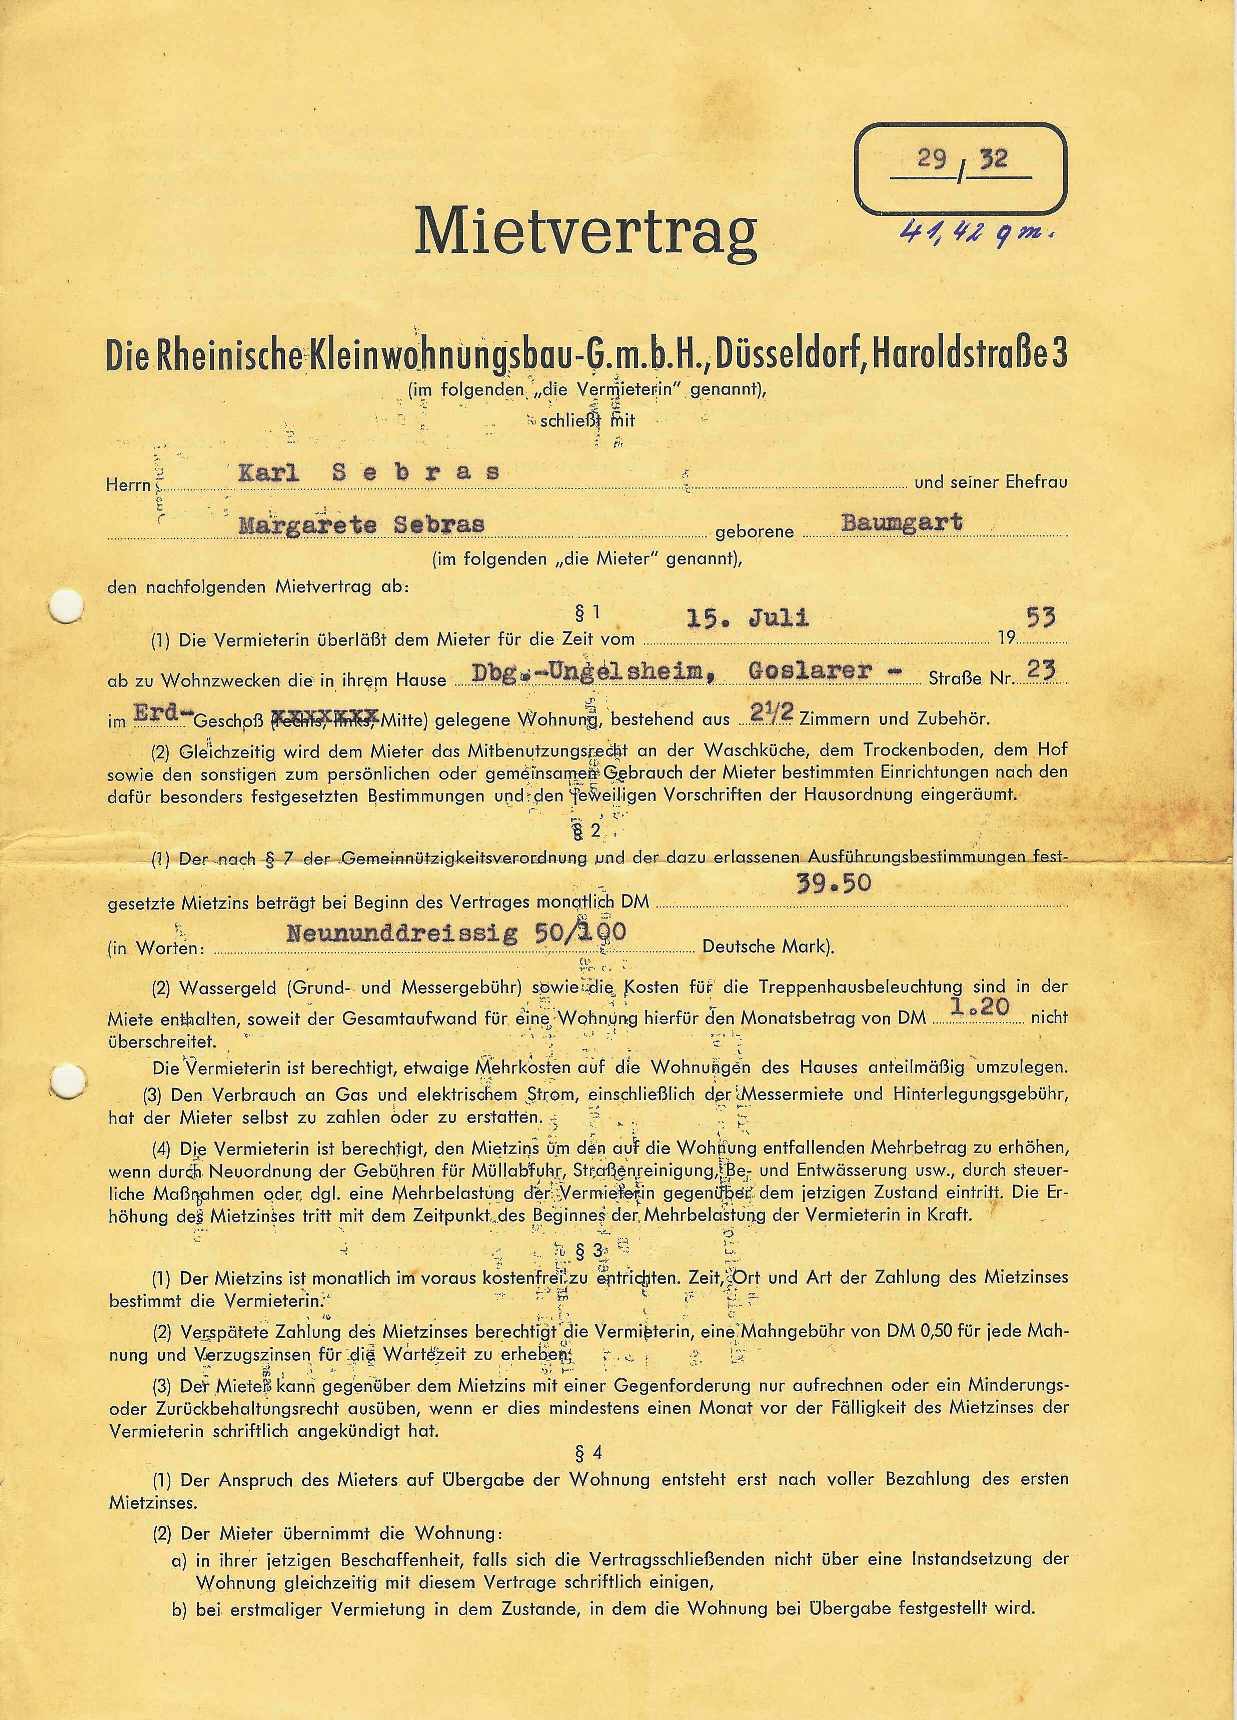 29 / 32
41,42 qm.
Mietvertrag
Die Rheinische Kleinwohnungsbau-G.m.b.H., Düsseldorf, Haroldstraße 3
(im folgenden „die Vermieterin" genannt),
schließt mit
Herrn Karl Sebras und seiner Ehefrau
Margarete Sebras geborene Baumgart
(im folgenden „die Mieter" genannt),
den nachfolgenden Mietvertrag ab:
§ 1
(1) Die Vermieterin überläßt dem Mieter für die Zeit vom 15. Juli 1953
ab zu Wohnzwecken die in ihrem Hause Dbg.-Ungelsheim, Goslarer - Straße Nr. 23
im Erd-Geschoß (rechts, links, Mitte) gelegene Wohnung, bestehend aus 2 1/2 Zimmern und Zubehör.
(2) Gleichzeitig wird dem Mieter das Mitbenutzungsrecht an der Waschküche, dem Trockenboden, dem Hof
sowie den sonstigen zum persönlichen oder gemeinsamen Gebrauch der Mieter bestimmten Einrichtungen nach den
dafür besonders festgesetzten Bestimmungen und den jeweiligen Vorschriften der Hausordnung eingeräumt.
§ 2
(1) Der nach § 7 der Gemeinnützigkeitsverordnung und der dazu erlassenen Ausführungsbestimmungen fest-
gesetzte Mietzins beträgt bei Beginn des Vertrages monatlich DM 39.50
(in Worten: Neununddreissig 50/100 Deutsche Mark).
(2) Wassergeld (Grund- und Messergebühr) sowie die Kosten für die Treppenhausbeleuchtung sind in der
Miete enthalten, soweit der Gesamtaufwand für eine Wohnung hierfür den Monatsbetrag von DM 1.20 nicht
überschreitet.
Die Vermieterin ist berechtigt, etwaige Mehrkosten auf die Wohnungen des Hauses anteilmäßig umzulegen.
(3) Den Verbrauch an Gas und elektrischem Strom, einschließlich der Messermiete und Hinterlegungsgebühr,
hat der Mieter selbst zu zahlen oder zu erstatten.
(4) Die Vermieterin ist berechtigt, den Mietzins um den auf die Wohnung entfallenden Mehrbetrag zu erhöhen,
wenn durch Neuordnung der Gebühren für Müllabfuhr, Straßenreinigung, Be- und Entwässerung usw., durch steuer-
liche Maßnahmen oder dgl. eine Mehrbelastung der Vermieterin gegenüber dem jetzigen Zustand eintritt. Die Er-
höhung des Mietzinses tritt mit dem Zeitpunkt des Beginnes der Mehrbelastung der Vermieterin in Kraft.
§ 3
(1) Der Mietzins ist monatlich im voraus kostenfrei zu entrichten. Zeit, Ort und Art der Zahlung des Mietzinses
bestimmt die Vermieterin.
(2) Verspätete Zahlung des Mietzinses berechtigt die Vermieterin, eine Mahngebühr von DM 0,50 für jede Mah-
nung und Verzugszinsen für die Wartezeit zu erheben.
(3) Der Mieter kann gegenüber dem Mietzins mit einer Gegenforderung nur aufrechnen oder ein Minderungs-
oder Zurückbehaltungsrecht ausüben, wenn er dies mindestens einen Monat vor der Fälligkeit des Mietzinses der
Vermieterin schriftlich angekündigt hat.
§ 4
(1) Der Anspruch des Mieters auf Übergabe der Wohnung entsteht erst nach voller Bezahlung des ersten
Mietzinses.
(2) Der Mieter übernimmt die Wohnung:
a) in ihrer jetzigen Beschaffenheit, falls sich die Vertragsschließenden nicht über eine Instandsetzung der
Wohnung gleichzeitig mit diesem Vertrage schriftlich einigen,
b) bei erstmaliger Vermietung in dem Zustande, in dem die Wohnung bei Übergabe festgestellt wird.